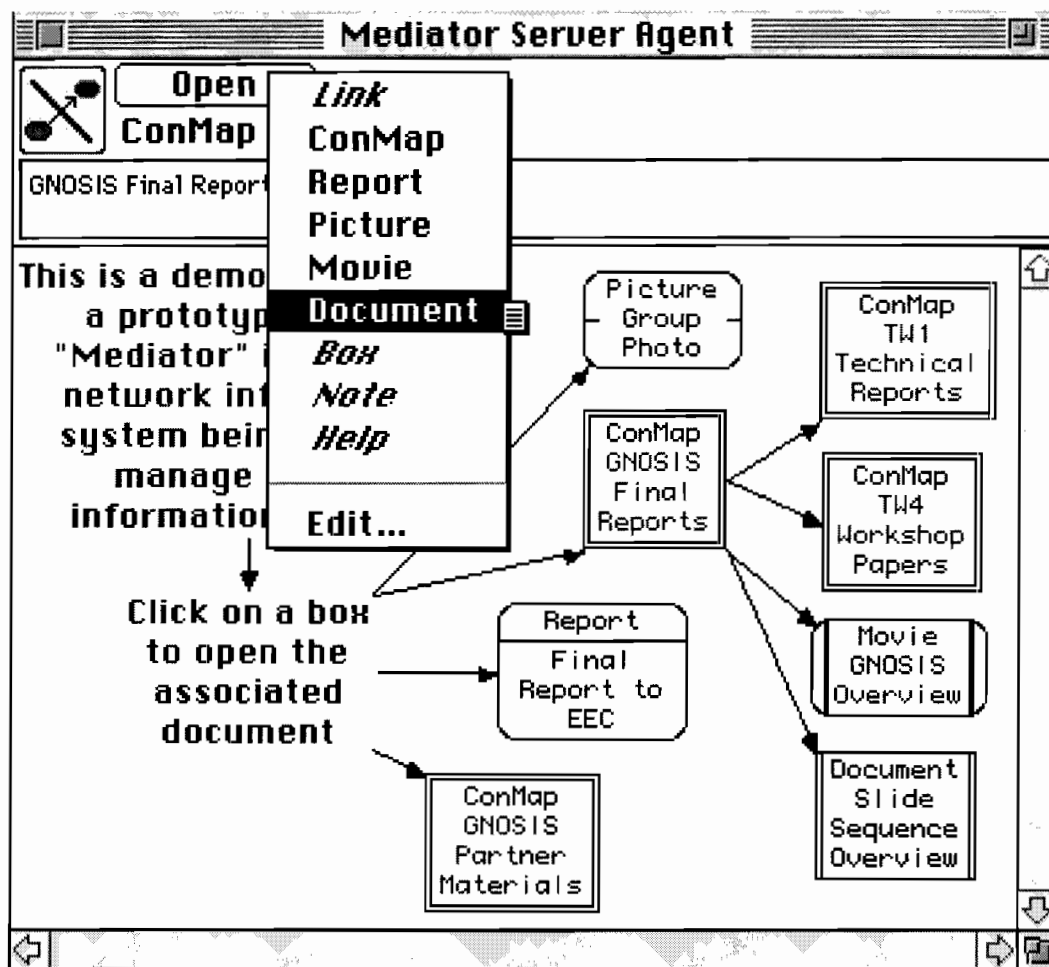 Mediator Server Agent
Open
ConMap
GNOSIS Final Report
Link
ConMap
Report
Picture
Movie
Document
Box
Note
Help
Edit...
This is a demo
a prototyp
"Mediator" i
network inf
system bein
manage
information
Click on a box
to open the
associated
document
Picture
Group
Photo
ConMap
GNOSIS
Final
Reports
Report
Final
Report to
EEC
ConMap
GNOSIS
Partner
Materials
ConMap
TW1
Technical
Reports
ConMap
TW4
Workshop
Papers
Movie
GNOSIS
Overview
Document
Slide
Sequence
Overview